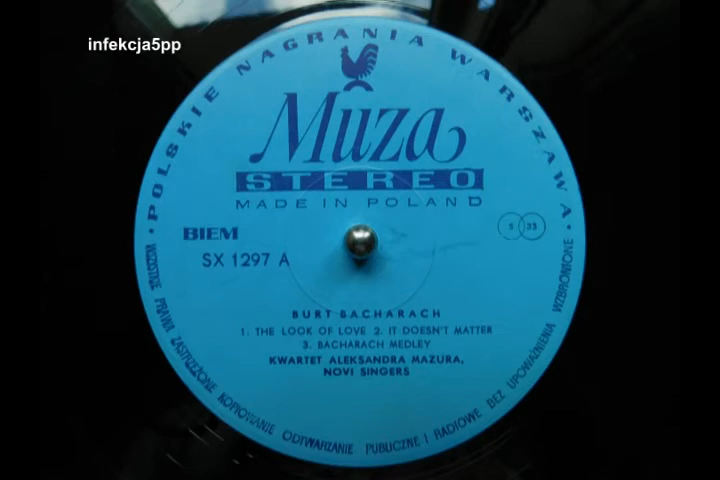 infekcja5pp
• POLSKIE NAGRANIA WARSZAWA •
Muza
STEREO
MADE IN POLAND
BIEM
SX 1297 A
S 33
BURT BACHARACH
1. THE LOOK OF LOVE 2. IT DOESN'T MATTER
3. BACHARACH MEDLEY
KWARTET ALEKSANDRA MAZURA,
NOVI SINGERS
WSZELKIE PRAWA ZASTRZEŻONE KOPIOWANIE ODTWARZANIE PUBLICZNE I RADIOWE BEZ UPOWAŻNIENIA WZBRONIONE